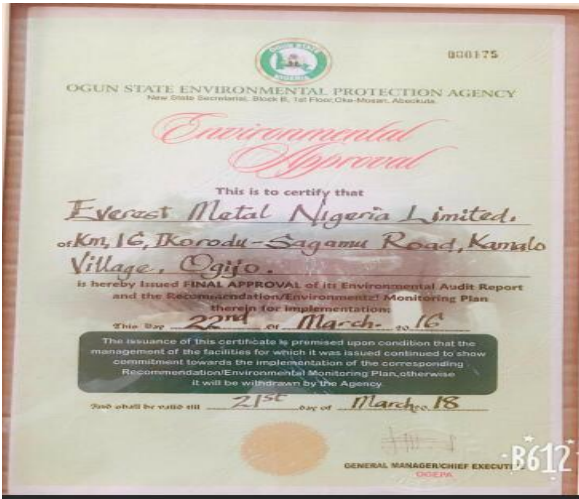 OGUN STATE
NIGERIA
000175
OGUN STATE ENVIRONMENTAL PROTECTION AGENCY
New State Secretariat, Block B, 1st Floor, Oke-Mosan, Abeokuta.
Environmental
Approval
This is to certify that
Everest Metal Nigeria Limited.
of Km, 16, Ikorodu-Sagamu Road, Kamalo
Village, Ogijo.
is hereby Issued FINAL APPROVAL of its Environmental Audit Report
and the Recommendation/Environmental Monitoring Plan
therein for implementation:
This Day 22nd Of March. 20 16
The issuance of this certificate is premised upon condition that the
management of the facilities for which it was issued continued to show
commitment towards the implementation of the corresponding
Recommendation/Environmental Monitoring Plan, otherwise
it will be withdrawn by the Agency
And shall be valid till 21st day of March 20 18
GENERAL MANAGER/CHIEF EXECUTIVE
OGEPA
B612